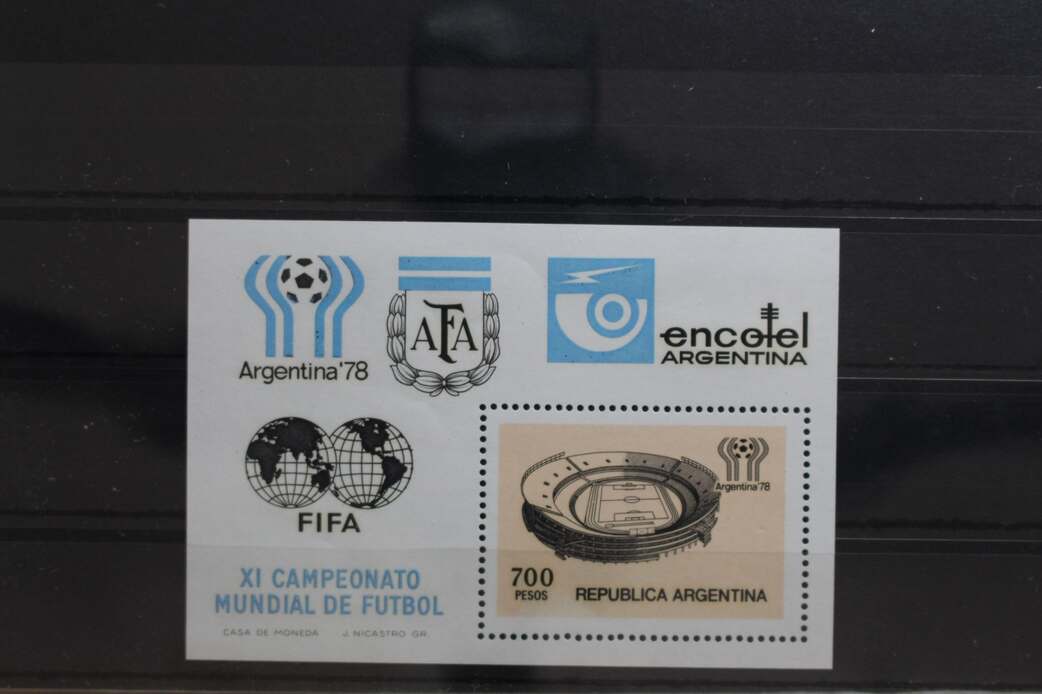 Argentina'78
AFA
encotel
ARGENTINA
FIFA
XI CAMPEONATO
MUNDIAL DE FUTBOL
CASA DE MONEDA J. NICASTRO GR.
Argentina'78
700
PESOS
REPUBLICA ARGENTINA